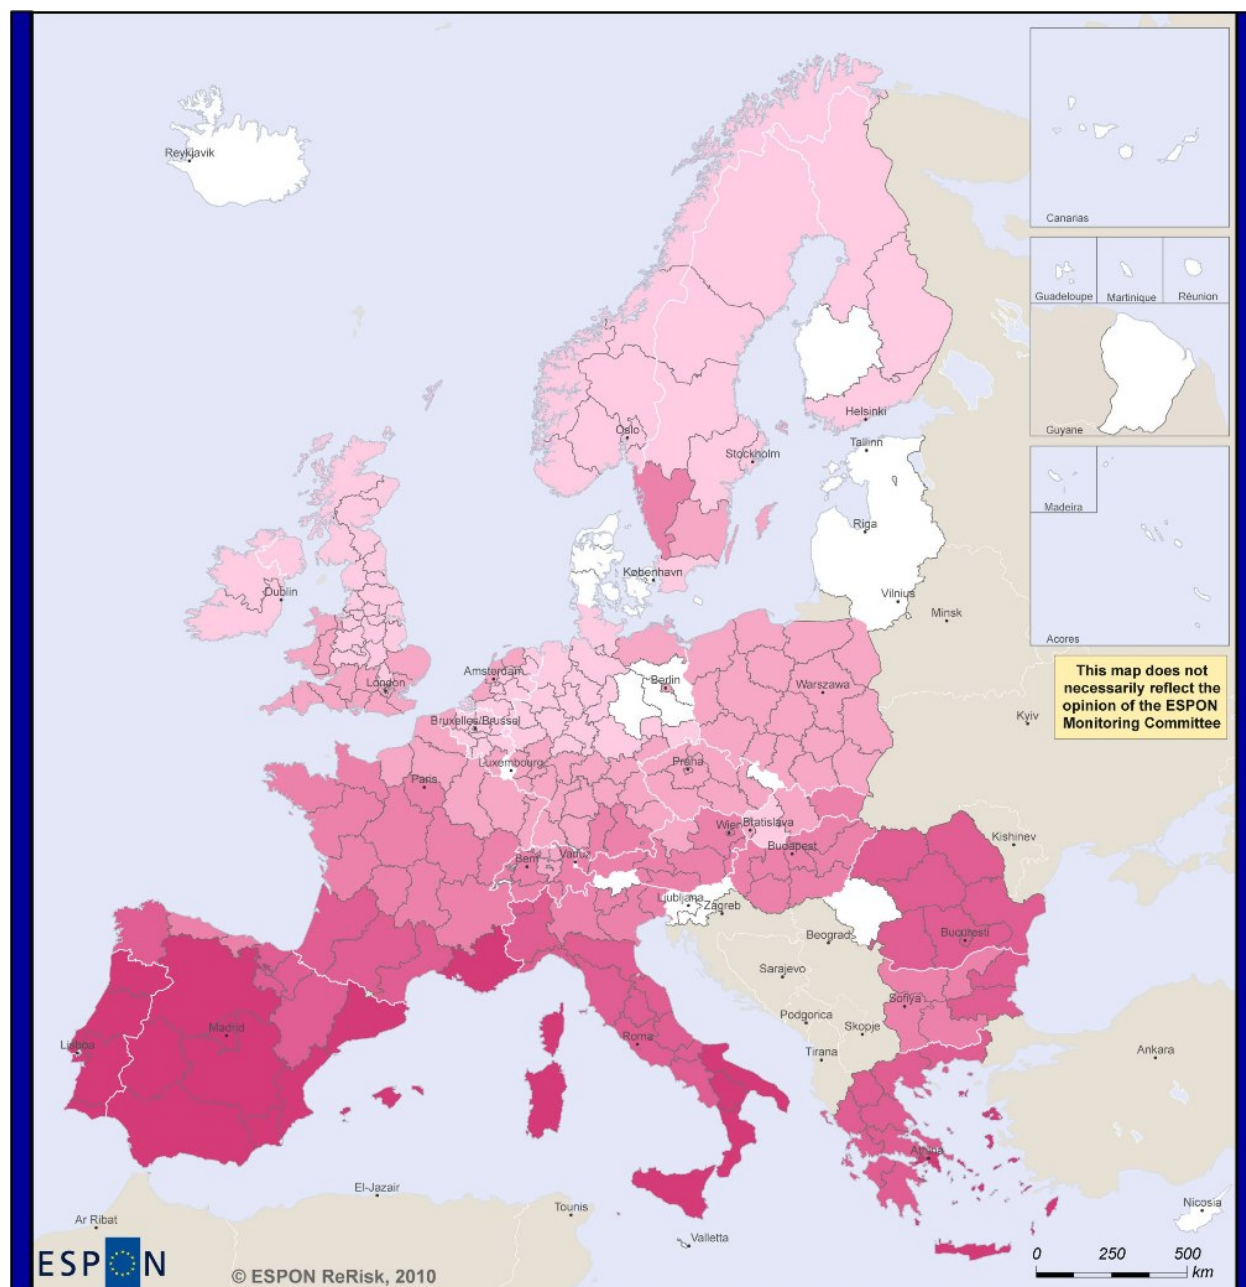 Reykjavik
Canarias
Guadeloupe
Martinique
Réunion
Guyane
Madeira
Acores
This map does not
necessarily reflect the
opinion of the ESPON
Monitoring Committee
Oslo
Helsinki
Stockholm
Tallinn
Riga
Dublin
København
Vilnius
Minsk
Amsterdam
London
Berlin
Warszawa
Bruxelles/Brussel
Kyiv
Luxembourg
Praha
Paris
Wien
Bratislava
Kishinev
Budapest
Bern
Vaduz
Ljubljana
Zagreb
Beograd
Bucuresti
Sarajevo
Sofiya
Podgorica
Skopje
Madrid
Roma
Lisboa
Tirana
Ankara
Athina
El-Jazair
Tounis
Nicosia
Ar Ribat
Valletta
ESPON
© ESPON ReRisk, 2010
0 250 500
km